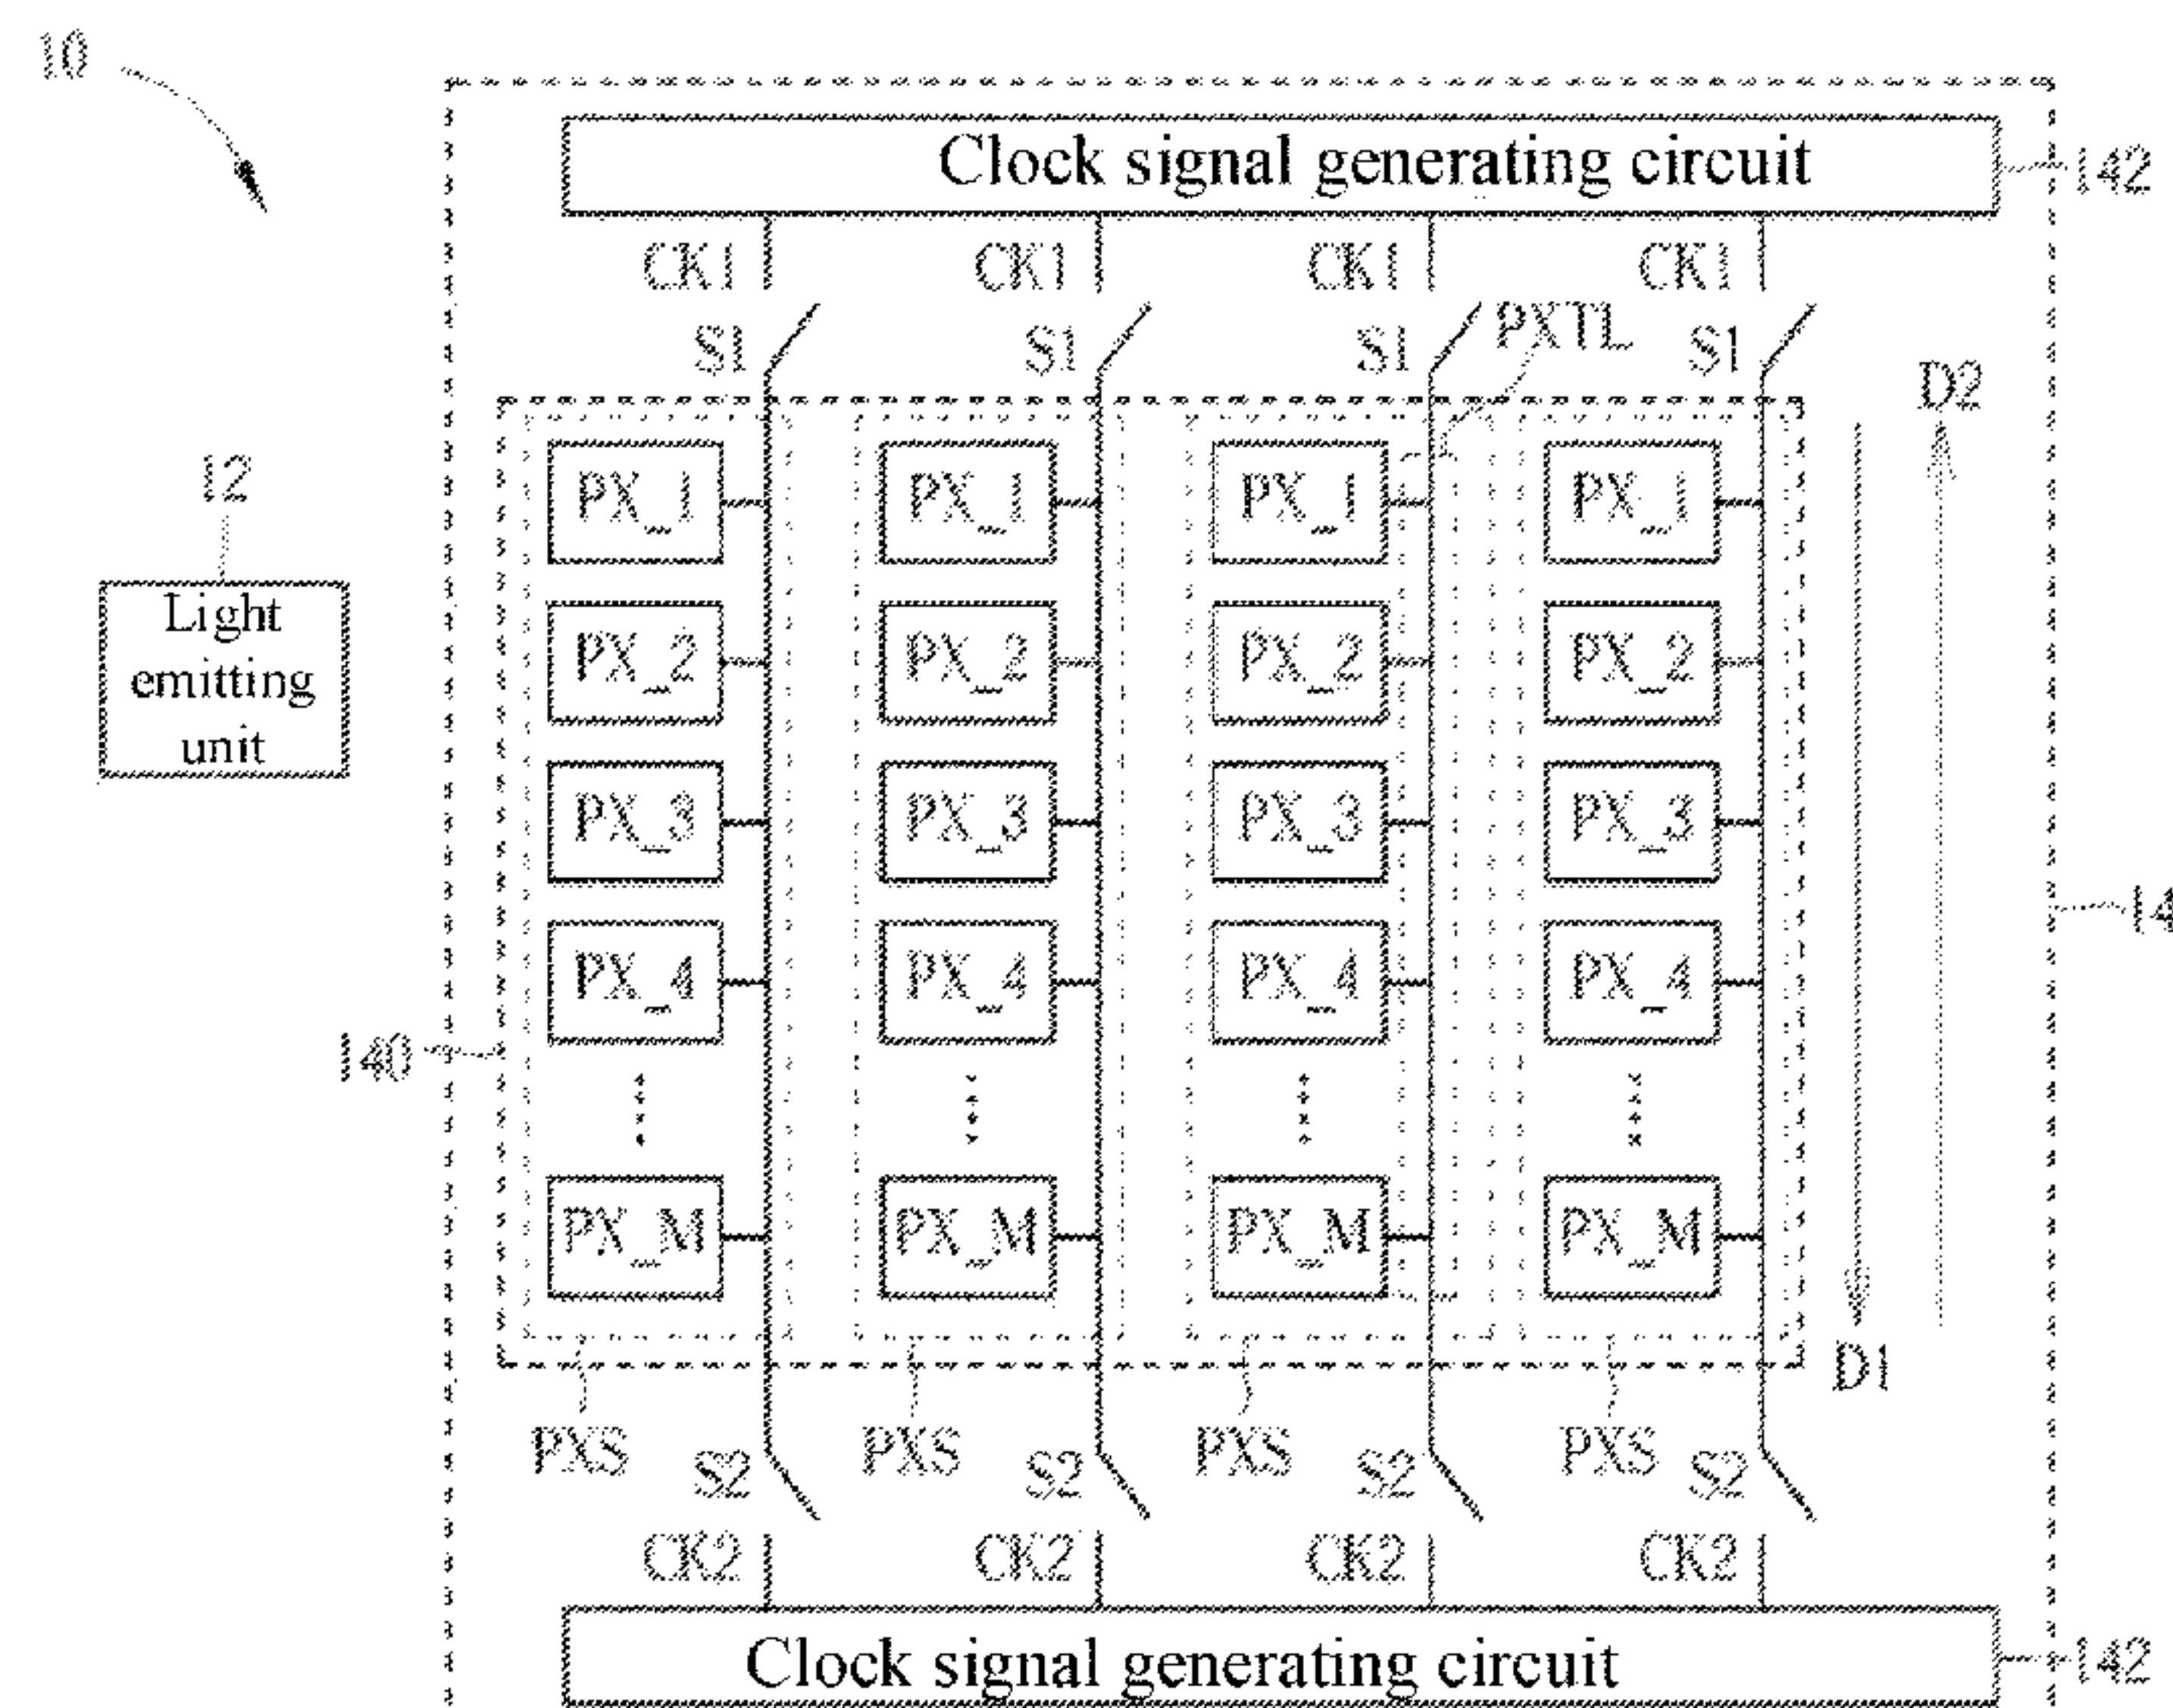 10
Clock signal generating circuit
142
CK1 CK1 CK1 CK1
S1 S1 S1 PXTL S1
D2
12
Light
emitting
unit
PX_1 PX_1 PX_1 PX_1
PX_2 PX_2 PX_2 PX_2
PX_3 PX_3 PX_3 PX_3
14
PX_4 PX_4 PX_4 PX_4
140
PX_M PX_M PX_M PX_M
D1
PXS S2 PXS S2 PXS S2 PXS S2
CK2 CK2 CK2 CK2
Clock signal generating circuit
142